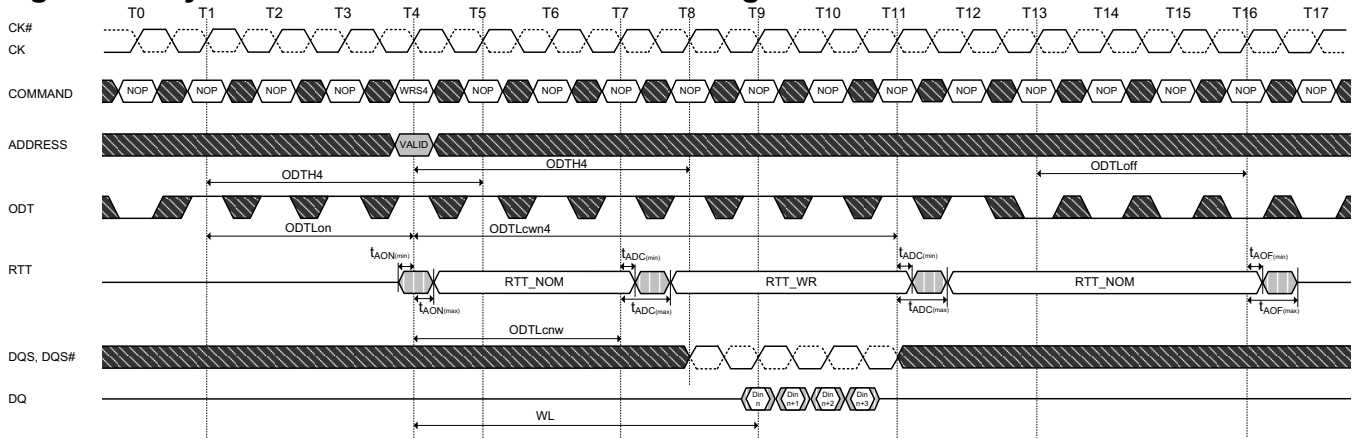 T0 T1 T2 T3 T4 T5 T6 T7 T8 T9 T10 T11 T12 T13 T14 T15 T16 T17
CK#
CK
COMMAND NOP NOP NOP NOP WRS4 NOP NOP NOP NOP NOP NOP NOP NOP NOP NOP NOP NOP NOP
ADDRESS VALID
ODTH4 ODTLoff
ODTH4
ODT
ODTLon ODTLcwn4
tAON(min) tADC(min) tADC(min) tAOF(min)
RTT RTT_NOM RTT_WR RTT_NOM
tAON(max) tADC(max) tADC(max) tAOF(max)
ODTLcnw
DQS, DQS#
DQ Din n Din n+1 Din n+2 Din n+3
WL